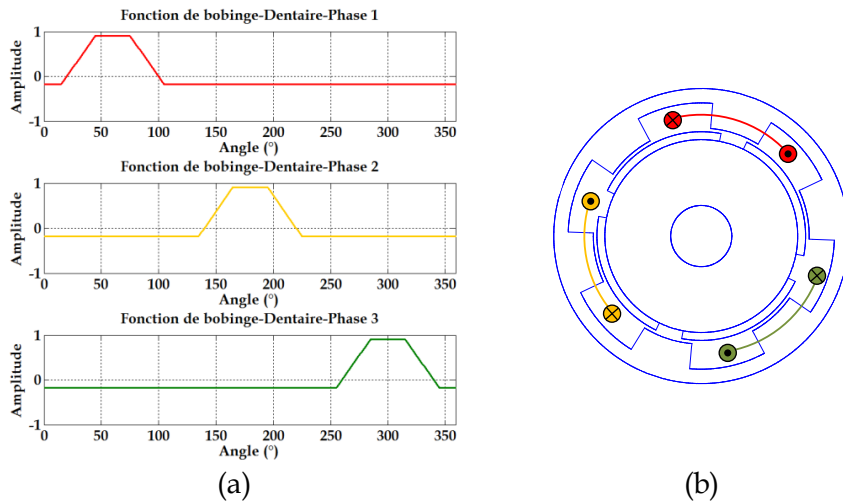 Fonction de bobinge-Dentaire-Phase 1
Amplitude
1
0
-1
0 50 100 150 200 250 300 350
Angle (°)
Fonction de bobinge-Dentaire-Phase 2
Amplitude
1
0
-1
0 50 100 150 200 250 300 350
Angle (°)
Fonction de bobinge-Dentaire-Phase 3
Amplitude
1
0
-1
0 50 100 150 200 250 300 350
Angle (°)
(a)
(b)